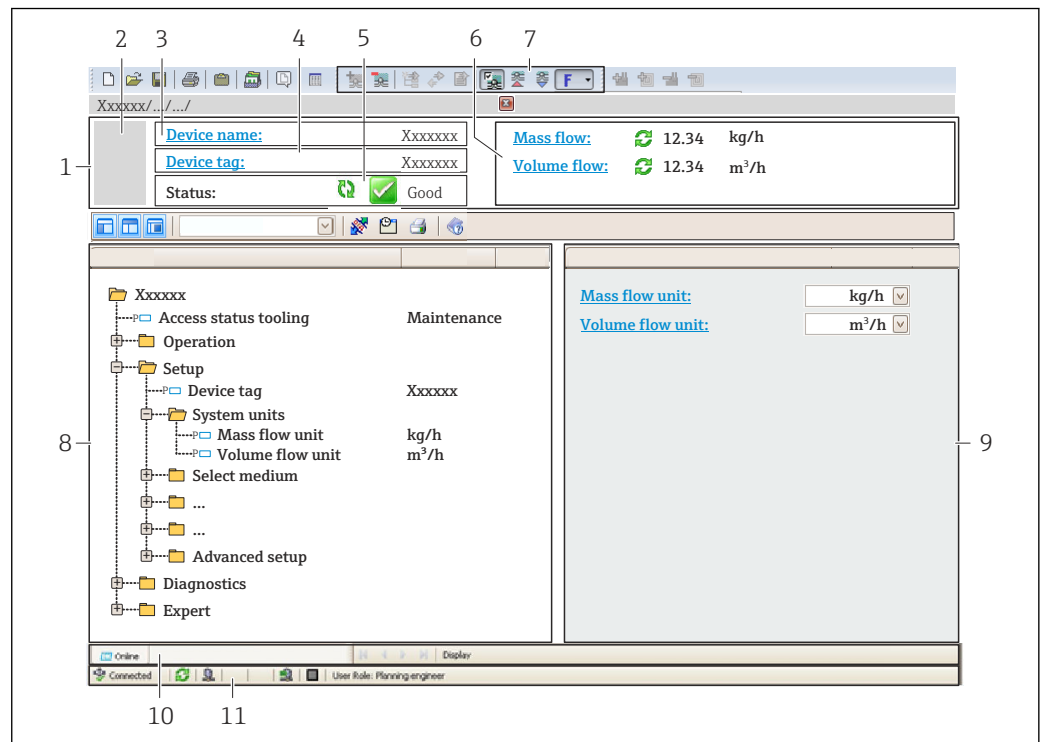 2 3 4 5 6 7
F
Xxxxxx/.../.../
1
Device name: Xxxxxxx
Device tag: Xxxxxxx
Status: Good
Mass flow: 12.34 kg/h
Volume flow: 12.34 m³/h
Xxxxxx
P Access status tooling Maintenance
Operation
Setup
P Device tag Xxxxxx
System units
P Mass flow unit kg/h
P Volume flow unit m³/h
Select medium
...
...
Advanced setup
Diagnostics
Expert
Mass flow unit: kg/h
Volume flow unit: m³/h
8
9
Online Display
Connected User Role: Planning engineer
10 11